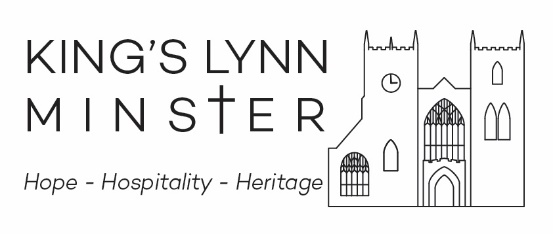 KING'S LYNN
MINSTER
Hope - Hospitality - Heritage